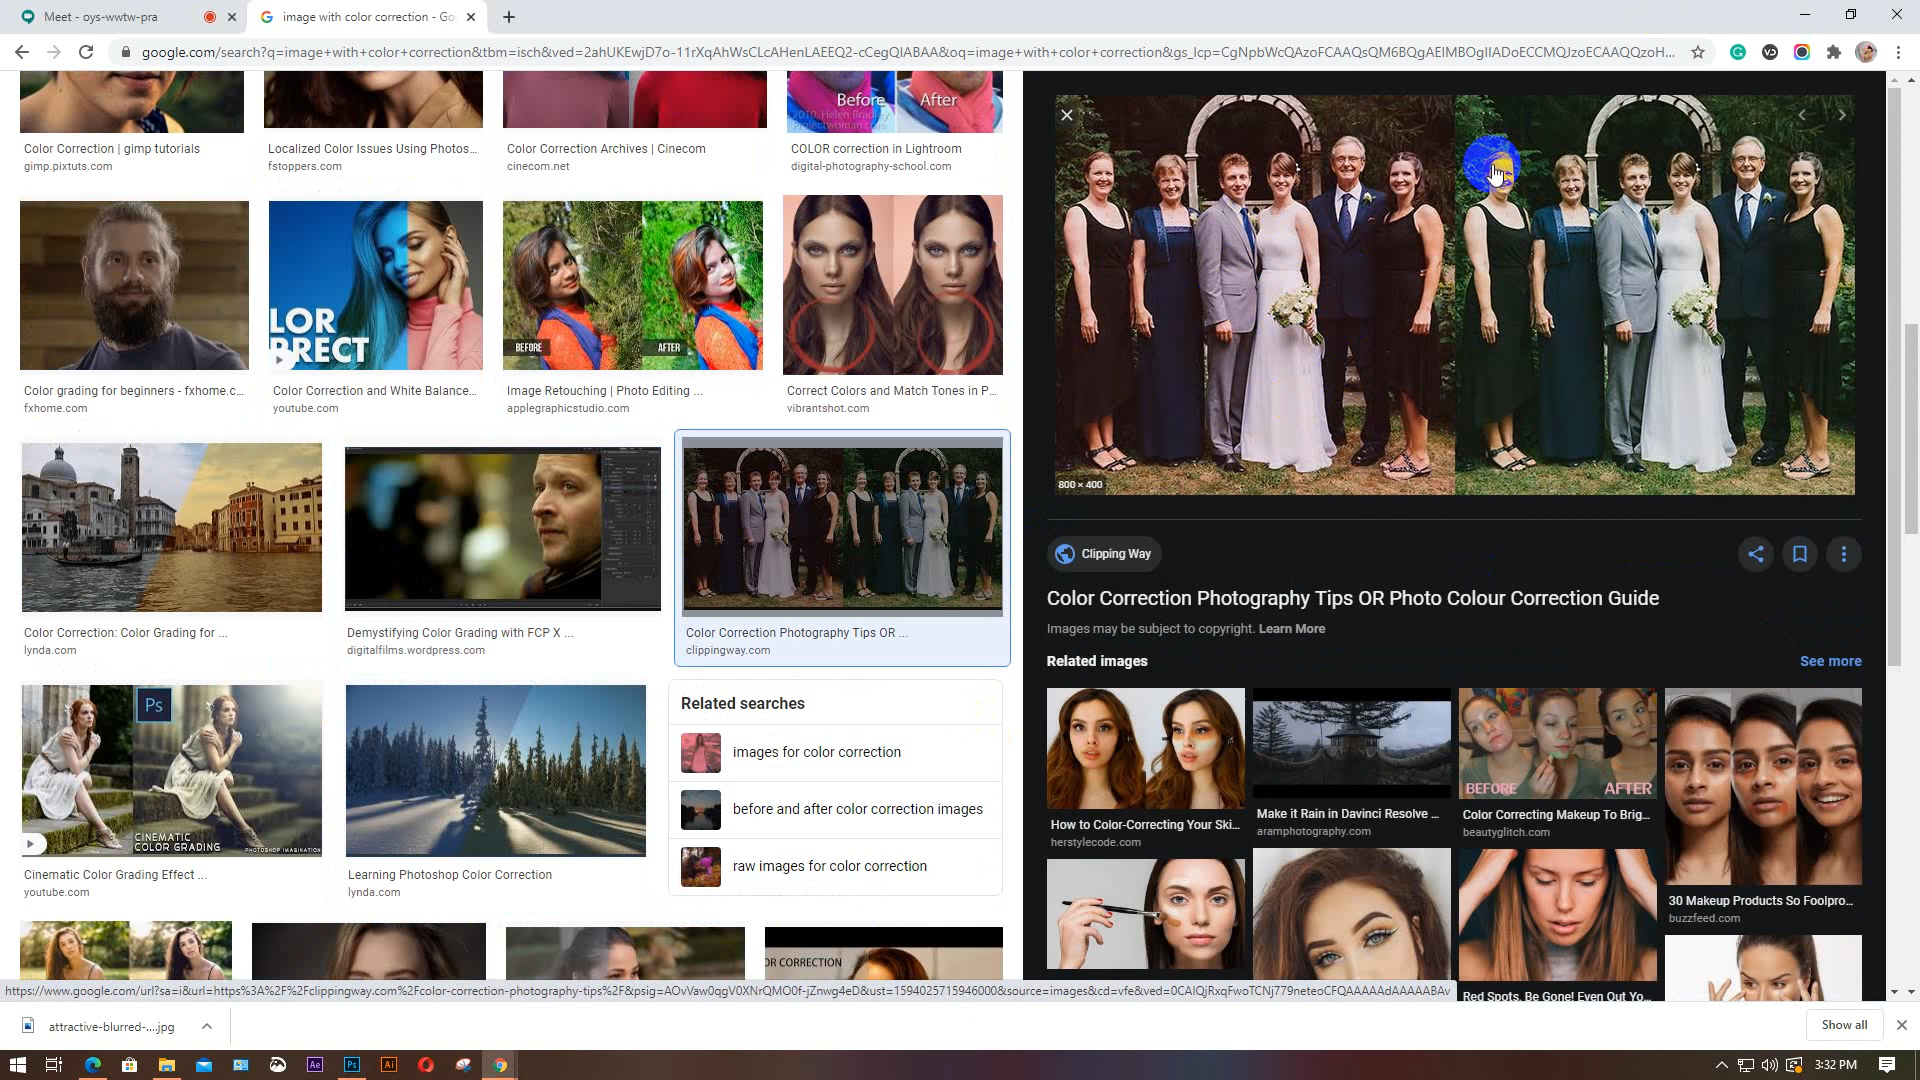 Meet - oys-wwtw-pra
image with color correction - Go
google.com/search?q=image+with+color+correction&tbm=isch&ved=2ahUKEwjD7o-11rXqAhWsCLcAHenLAEEQ2-cCegQIABAA&oq=image+with+color+correction&gs_lcp=CgNpbWcQAzoFCAAQsQM6BQgAEIMBOgIIADoECCMQJzoECAAQQzoH...
Before After
2010, Helen Bradley
Projectwoman.com
Color Correction | gimp tutorials
gimp.pixtuts.com
Localized Color Issues Using Photos...
fstoppers.com
Color Correction Archives | Cinecom
cinecom.net
COLOR correction in Lightroom
digital-photography-school.com
LOR
RRECT
BEFORE AFTER
Color grading for beginners - fxhome.c...
fxhome.com
Color Correction and White Balance...
youtube.com
Image Retouching | Photo Editing ...
applegraphicstudio.com
Correct Colors and Match Tones in P...
vibrantshot.com
Color Correction: Color Grading for ...
lynda.com
Demystifying Color Grading with FCP X ...
digitalfilms.wordpress.com
Color Correction Photography Tips OR ...
clippingway.com
Ps
CINEMATIC
COLOR GRADING
PHOTOSHOP IMAGINATION
Cinematic Color Grading Effect ...
youtube.com
Learning Photoshop Color Correction
lynda.com
Related searches
images for color correction
before and after color correction images
raw images for color correction
OR CORRECTION
800 × 400
Clipping Way
Color Correction Photography Tips OR Photo Colour Correction Guide
Images may be subject to copyright. Learn More
Related images
See more
How to Color-Correcting Your Ski...
herstylecode.com
Make it Rain in Davinci Resolve ...
aramphotography.com
BEFORE AFTER
Color Correcting Makeup To Brig...
beautyglitch.com
30 Makeup Products So Foolpro...
buzzfeed.com
Red Spots, Be Gone! Even Out Yo...
https://www.google.com/url?sa=i&url=https%3A%2F%2Fclippingway.com%2Fcolor-correction-photography-tips%2F&psig=AOvVaw0qgV0XNrQMO0f-jZnwg4eD&ust=1594025715946000&source=images&cd=vfe&ved=0CAIQjRxqFwoTCNj779neteoCFQAAAAAdAAAAABAv
attractive-blurred-....jpg
Show all
Ae
Ps
Ai
3:32 PM